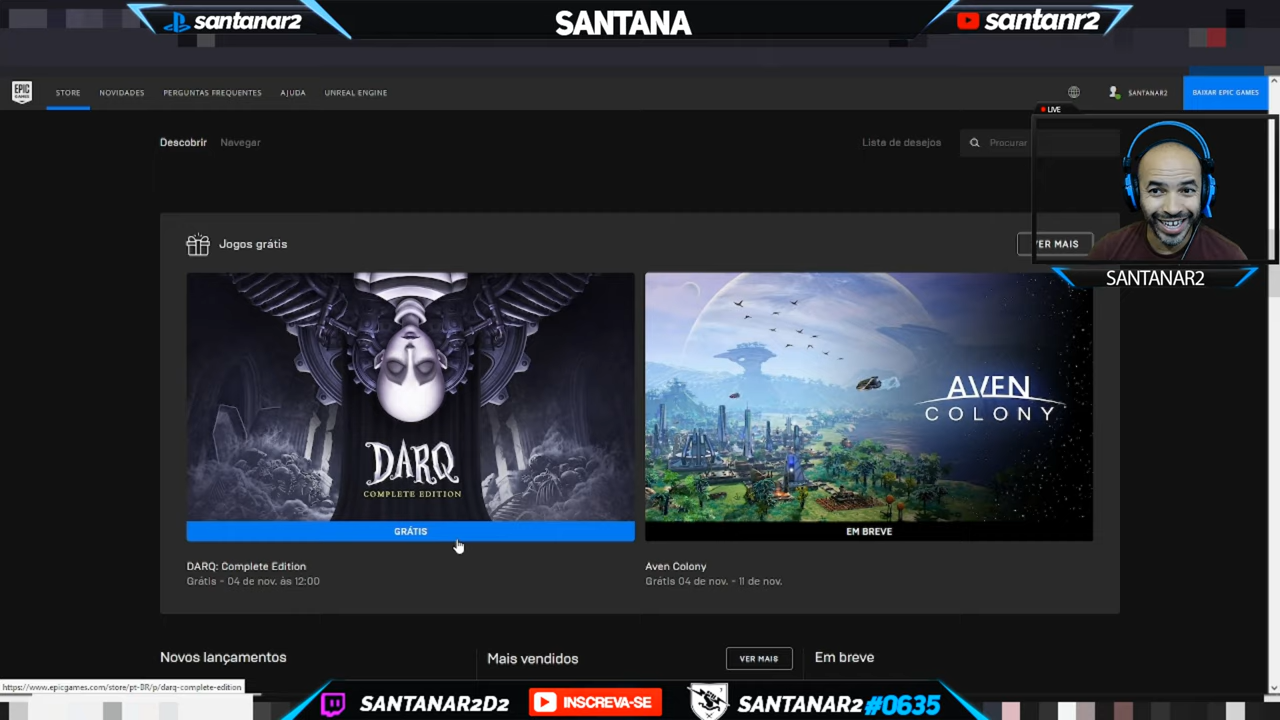 santanar2
SANTANA
santanr2
EPIC
GAMES
STORE
NOVIDADES
PERGUNTAS FREQUENTES
AJUDA
UNREAL ENGINE
SANTANAR2
BAIXAR EPIC GAMES
LIVE
Descobrir
Navegar
Lista de desejos
Procurar
Jogos grátis
VER MAIS
SANTANAR2
DARQ
COMPLETE EDITION
AVEN
COLONY
GRÁTIS
EM BREVE
DARQ: Complete Edition
Grátis - 04 de nov. às 12:00
Aven Colony
Grátis 04 de nov. - 11 de nov.
Novos lançamentos
Mais vendidos
VER MAIS
Em breve
https://www.epicgames.com/store/pt-BR/p/darq-complete-edition
SANTANAR2D2
INSCREVA-SE
SANTANAR2#0635